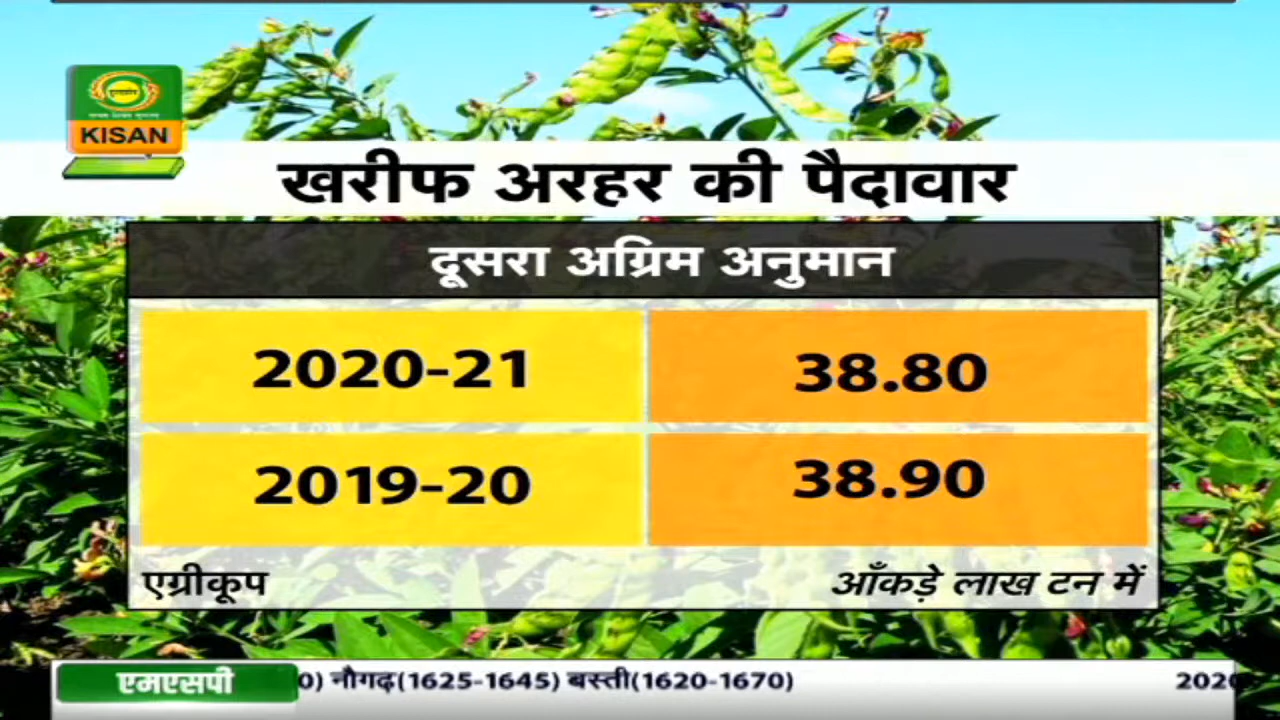 KISAN
खरीफ अरहर की पैदावार
दूसरा अग्रिम अनुमान
2020-21 38.80
2019-20 38.90
एग्रीकूप आँकड़े लाख टन में
एमएसपी 0) नौगढ़(1625-1645) बस्ती(1620-1670) 2020